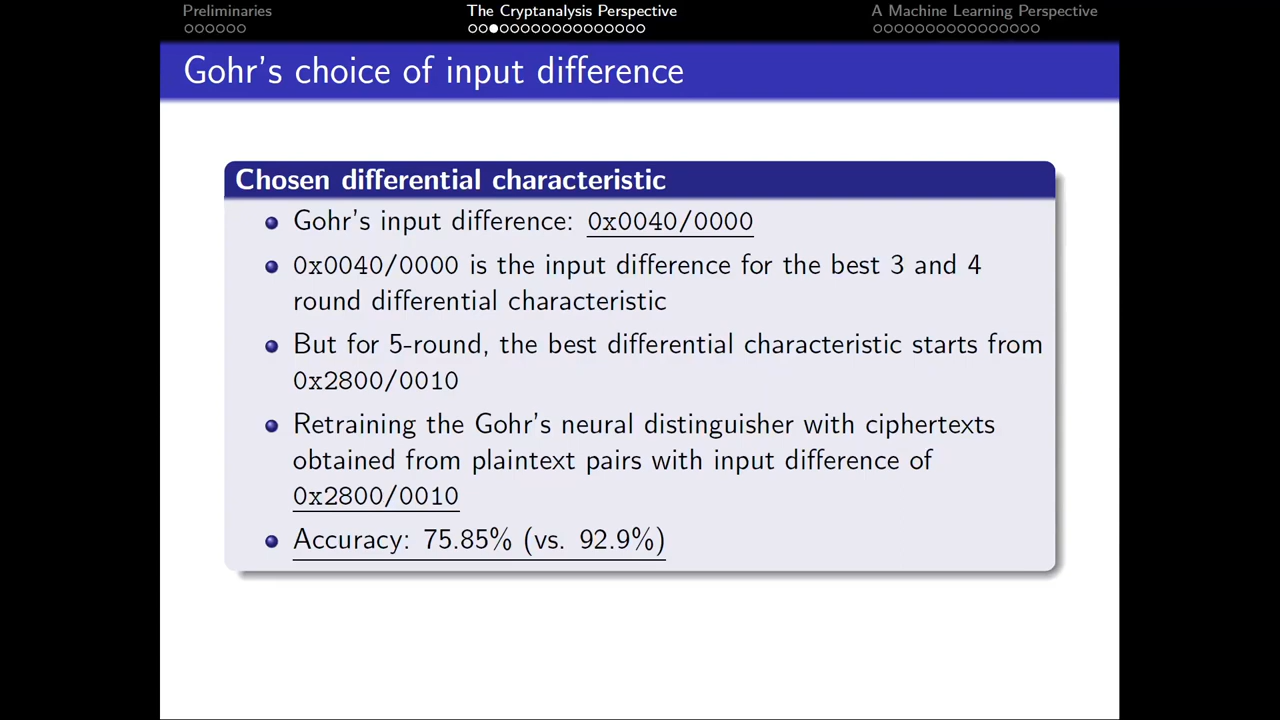 Preliminaries
The Cryptanalysis Perspective
A Machine Learning Perspective
Gohr's choice of input difference
Chosen differential characteristic
Gohr's input difference: 0x0040/0000
0x0040/0000 is the input difference for the best 3 and 4
round differential characteristic
But for 5-round, the best differential characteristic starts from
0x2800/0010
Retraining the Gohr's neural distinguisher with ciphertexts
obtained from plaintext pairs with input difference of
0x2800/0010
Accuracy: 75.85% (vs. 92.9%)